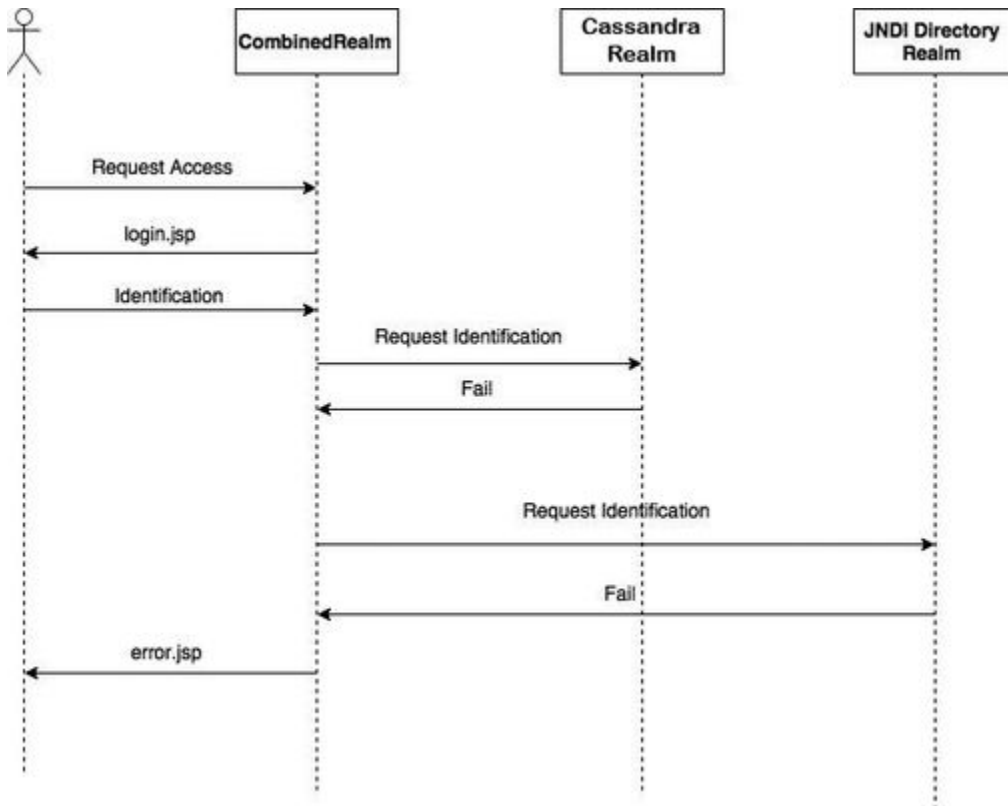 CombinedRealm
Cassandra
Realm
JNDI Directory
Realm
Request Access
login.jsp
Identification
Request Identification
Fail
Request Identification
Fail
error.jsp